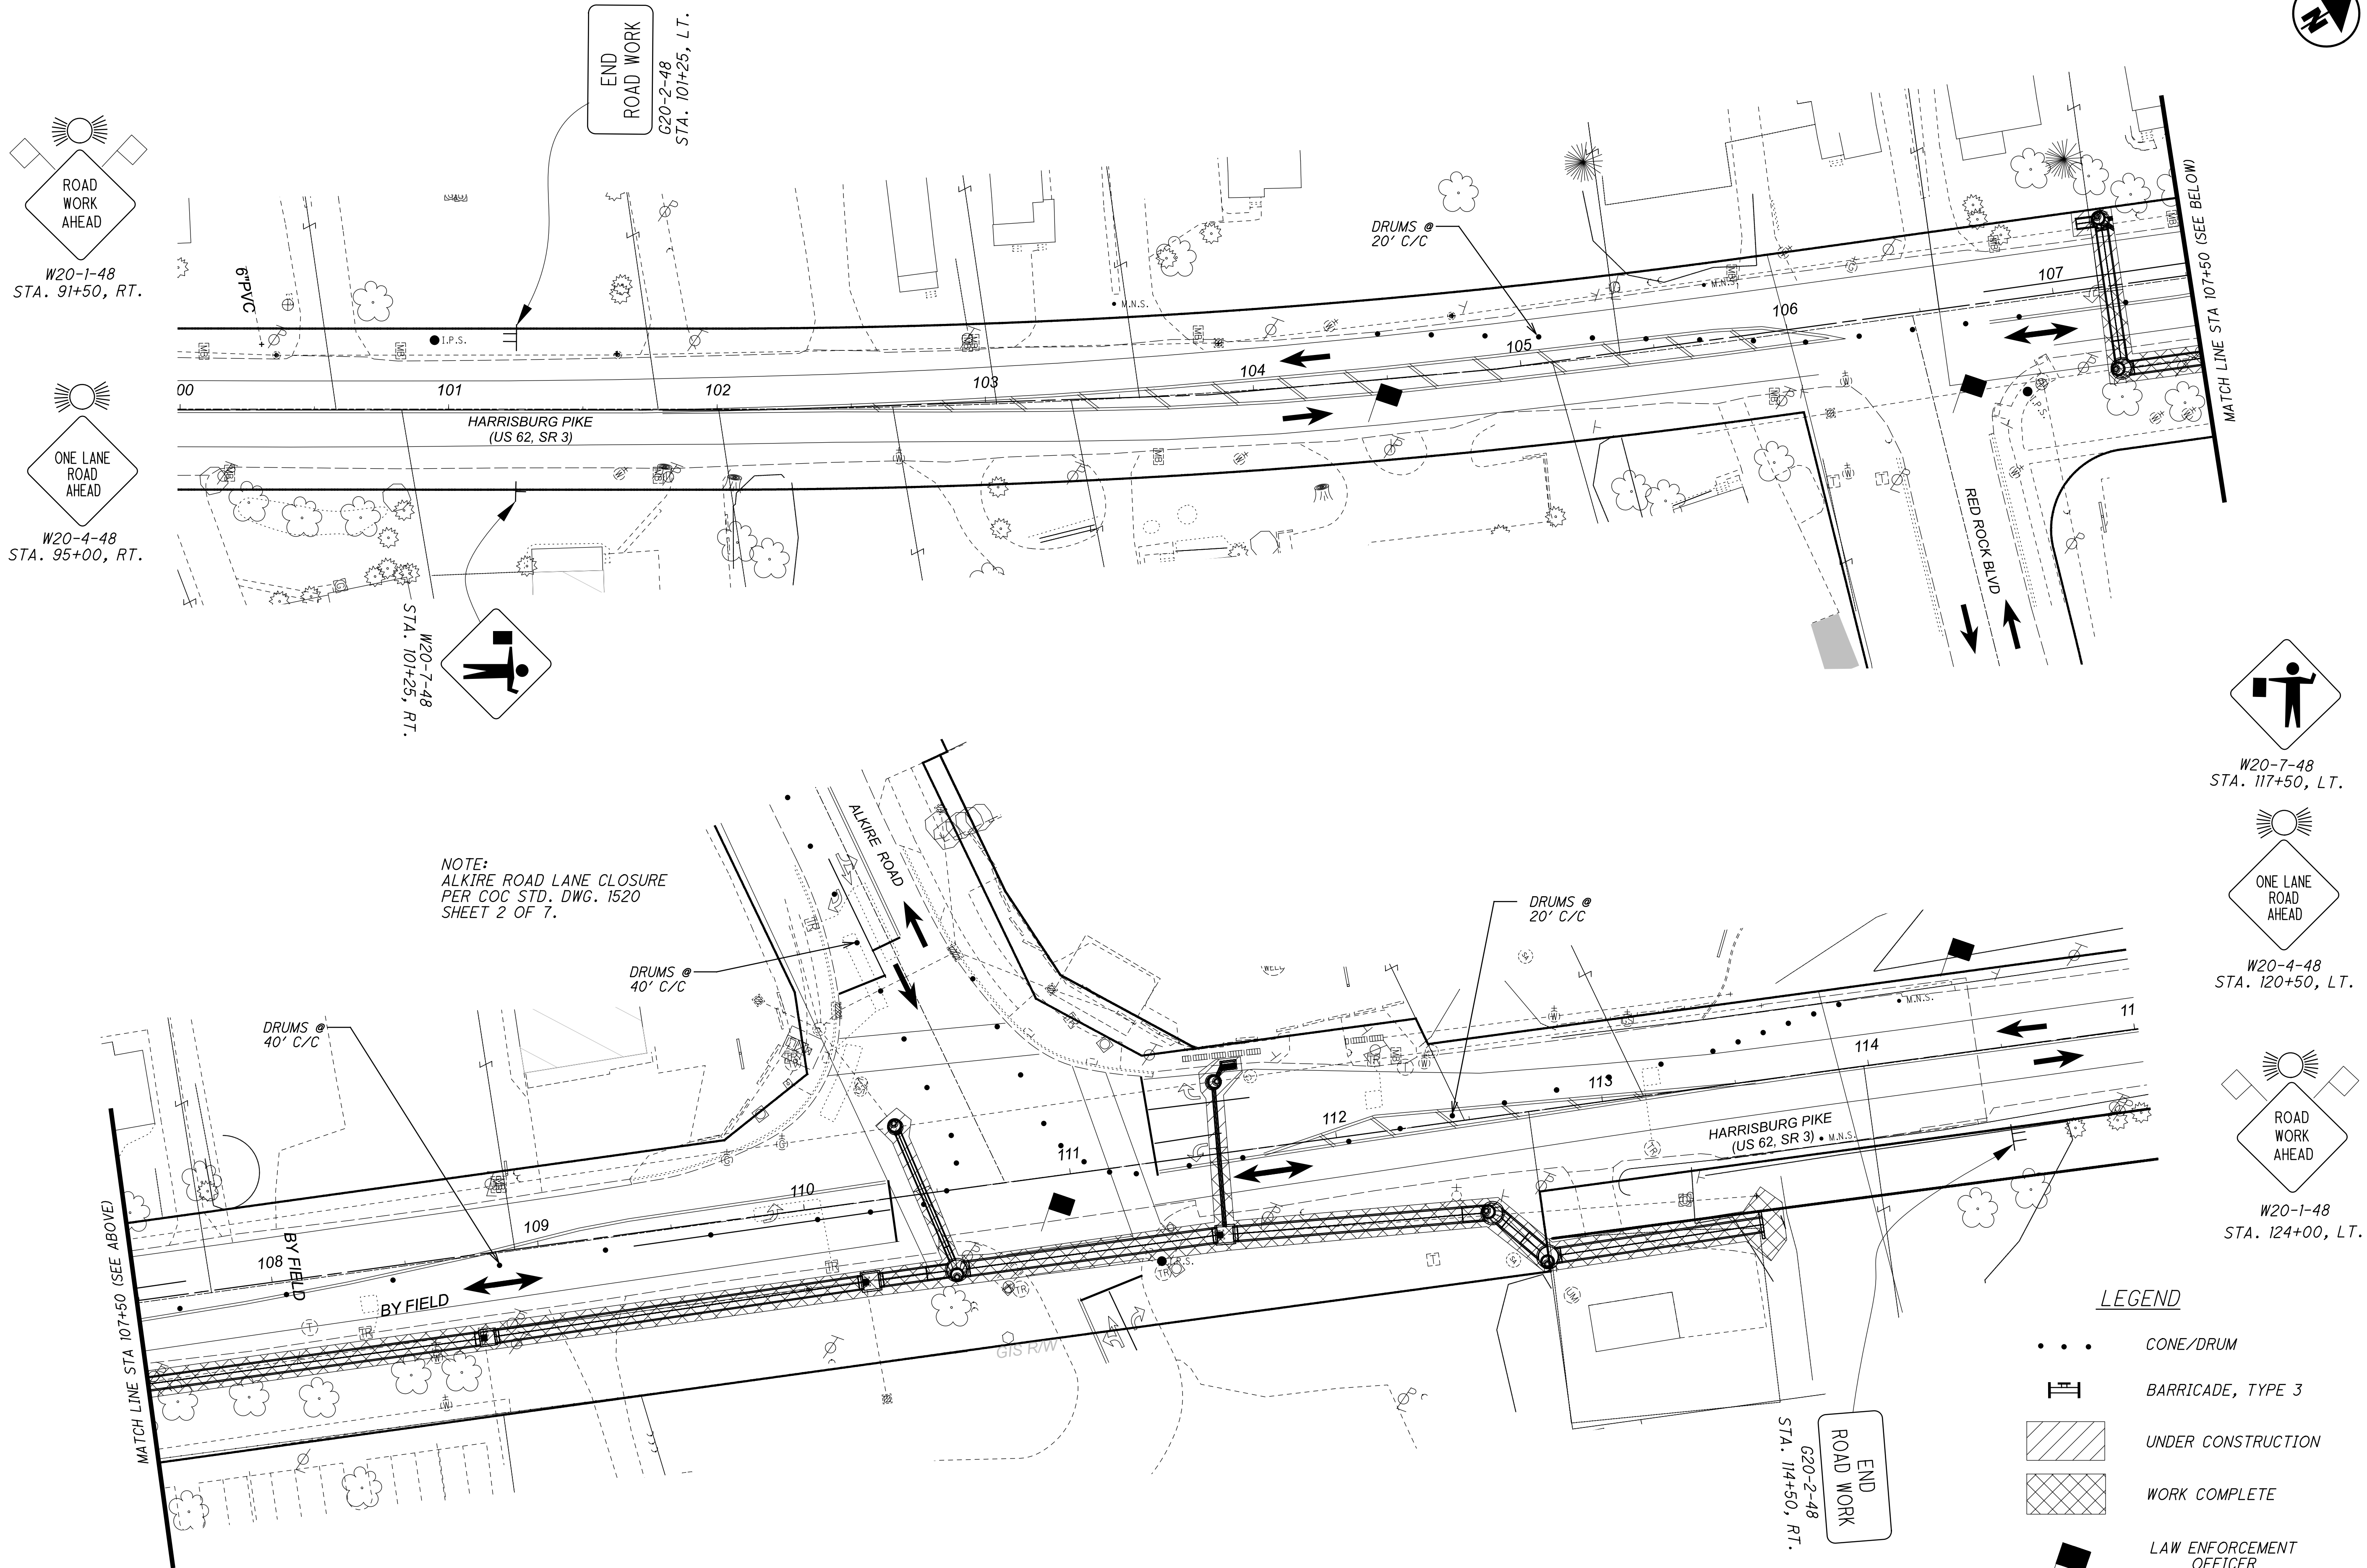 N
END
ROAD WORK
G20-2-48
STA. 101+25, LT.
ROAD
WORK
AHEAD
W20-1-48
STA. 91+50, RT.
6"PVC
I.P.S.
M.N.S.
DRUMS @
20' C/C
M.N.S.
MATCH LINE STA 107+50 (SEE BELOW)
00
101
102
103
104
105
106
107
HARRISBURG PIKE
(US 62, SR 3)
ONE LANE
ROAD
AHEAD
W20-4-48
STA. 95+00, RT.
I.P.S.
RED ROCK BLVD
W20-7-48
STA. 101+25, RT.
W20-7-48
STA. 117+50, LT.
ALKIRE ROAD
NOTE:
ALKIRE ROAD LANE CLOSURE
PER COC STD. DWG. 1520
SHEET 2 OF 7.
DRUMS @
40' C/C
DRUMS @
20' C/C
DRUMS @
40' C/C
ONE LANE
ROAD
AHEAD
W20-4-48
STA. 120+50, LT.
M.N.S.
MATCH LINE STA 107+50 (SEE ABOVE)
108
109
110
111
112
113
114
11
BY FIELD
BY FIELD
HARRISBURG PIKE
(US 62, SR 3)
M.N.S.
GIS R/W
ROAD
WORK
AHEAD
W20-1-48
STA. 124+00, LT.
END
ROAD WORK
G20-2-48
STA. 114+50, RT.
LEGEND
CONE/DRUM
BARRICADE, TYPE 3
UNDER CONSTRUCTION
WORK COMPLETE
LAW ENFORCEMENT
OFFICER